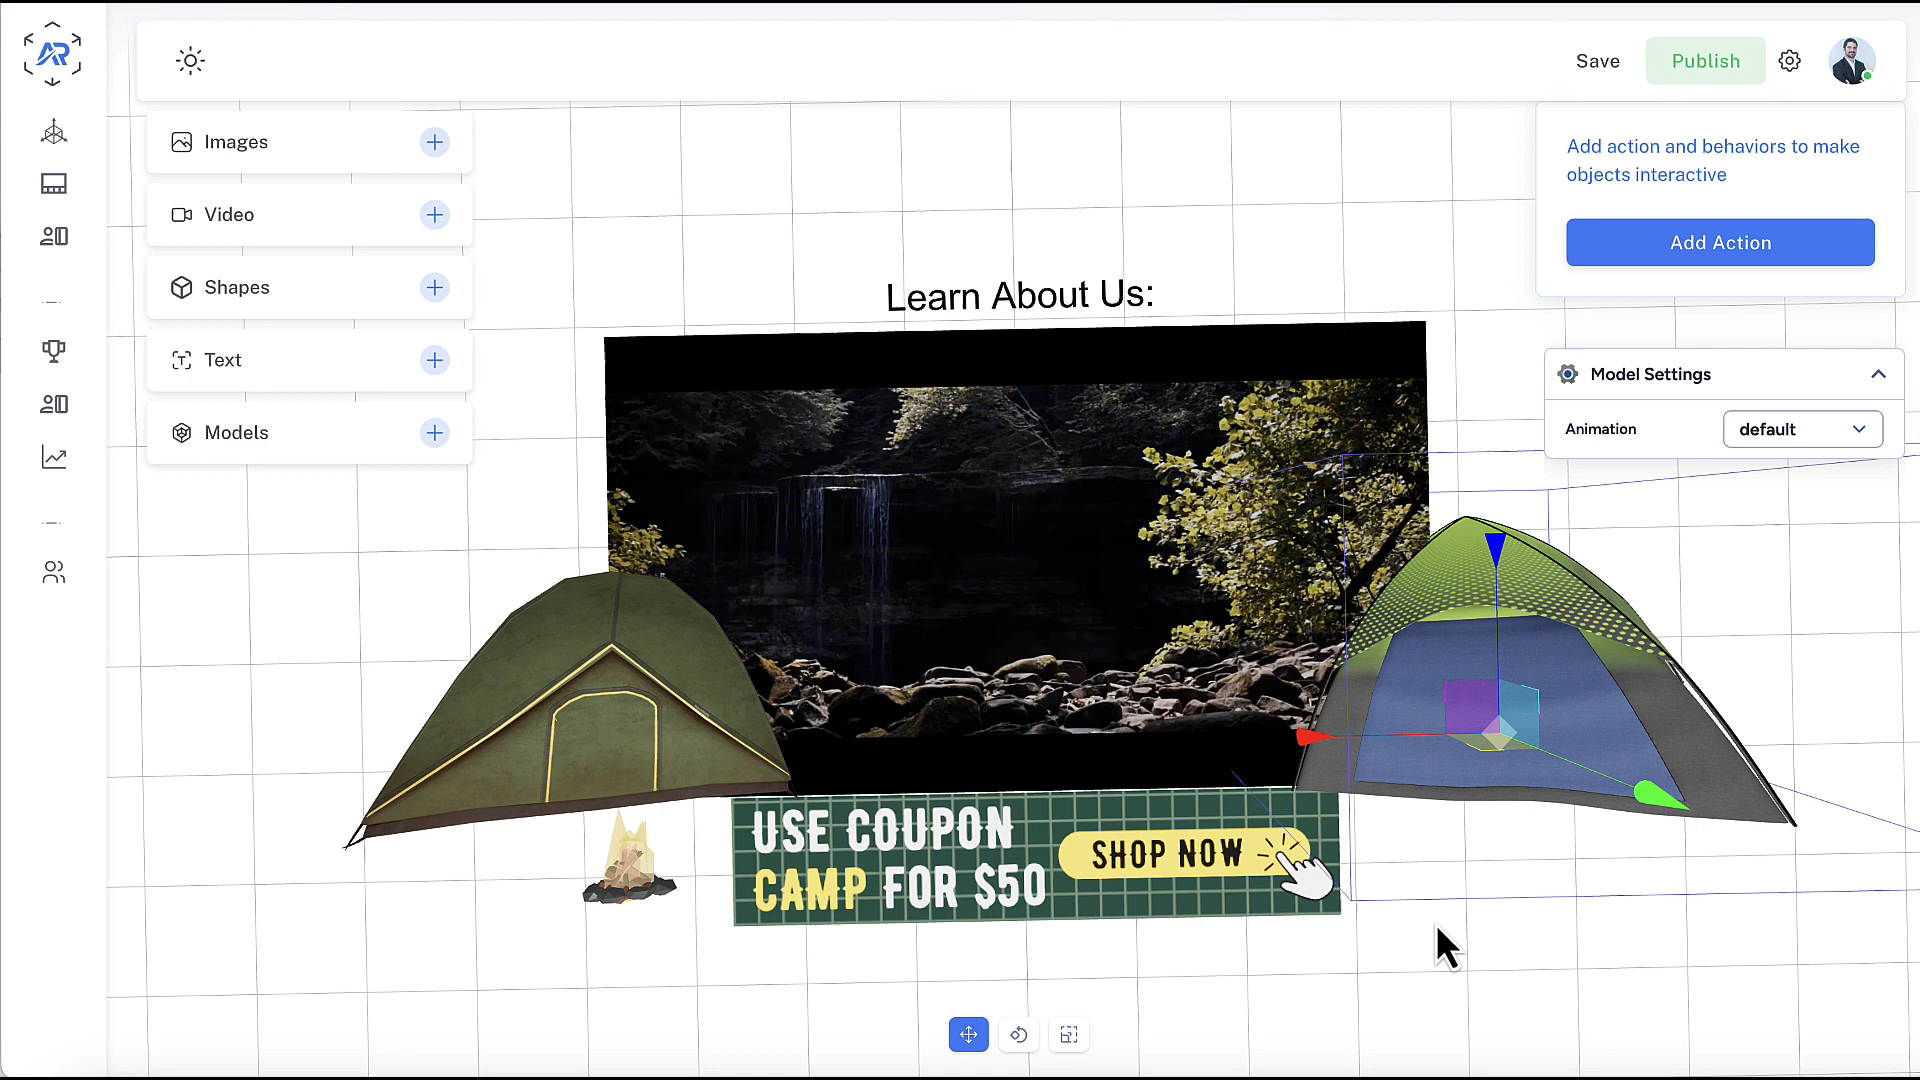 AR
Save
Publish
Images
Video
Shapes
Text
Models
Add action and behaviors to make
objects interactive
Add Action
Model Settings
Animation
default
Learn About Us:
USE COUPON
CAMP FOR $50
SHOP NOW